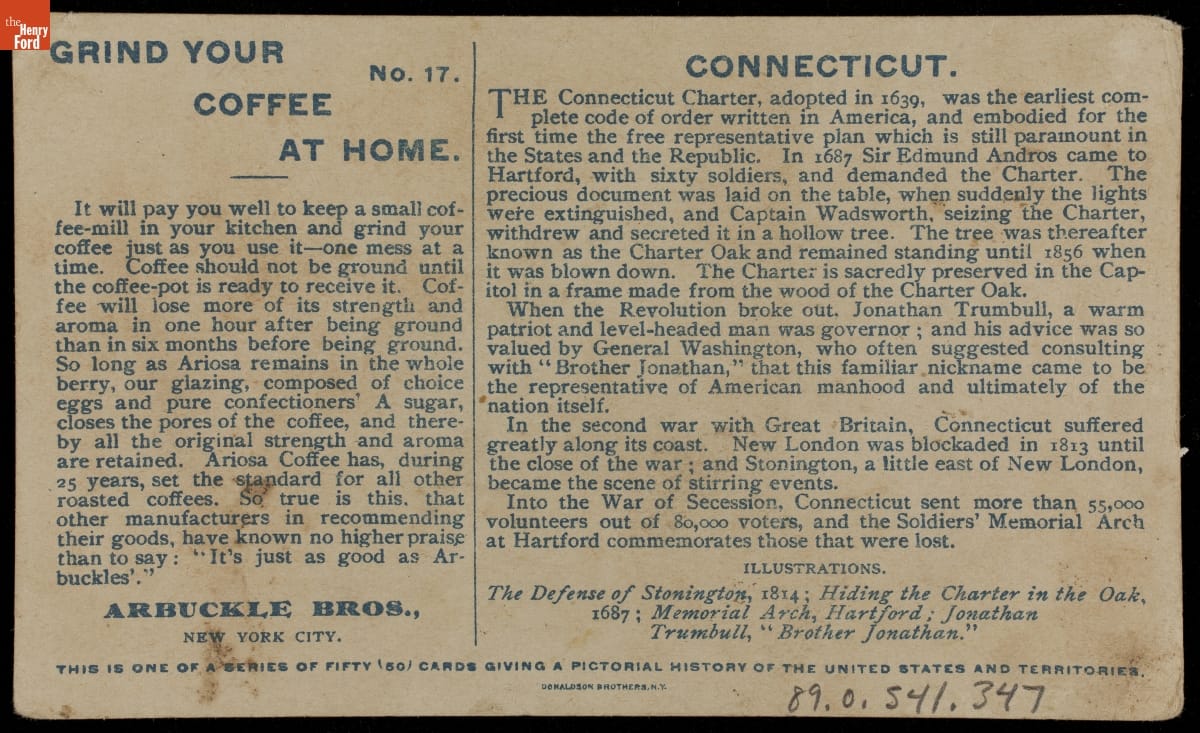 the
Henry
Ford
GRIND YOUR
No. 17.
COFFEE
AT HOME.
It will pay you well to keep a small cof-
fee-mill in your kitchen and grind your
coffee just as you use it—one mess at a
time. Coffee should not be ground until
the coffee-pot is ready to receive it. Cof-
fee will lose more of its strength and
aroma in one hour after being ground
than in six months before being ground.
So long as Ariosa remains in the whole
berry, our glazing, composed of choice
eggs and pure confectioners' A sugar,
closes the pores of the coffee, and there-
by all the original strength and aroma
are retained. Ariosa Coffee has, during
25 years, set the standard for all other
roasted coffees. So true is this, that
other manufacturers in recommending
their goods, have known no higher praise
than to say: "It's just as good as Ar-
buckles'."
ARBUCKLE BROS.,
NEW YORK CITY.
CONNECTICUT.
THE Connecticut Charter, adopted in 1639, was the earliest com-
plete code of order written in America, and embodied for the
first time the free representative plan which is still paramount in
the States and the Republic. In 1687 Sir Edmund Andros came to
Hartford, with sixty soldiers, and demanded the Charter. The
precious document was laid on the table, when suddenly the lights
were extinguished, and Captain Wadsworth, seizing the Charter,
withdrew and secreted it in a hollow tree. The tree was thereafter
known as the Charter Oak and remained standing until 1856 when
it was blown down. The Charter is sacredly preserved in the Cap-
itol in a frame made from the wood of the Charter Oak.
When the Revolution broke out, Jonathan Trumbull, a warm
patriot and level-headed man was governor; and his advice was so
valued by General Washington, who often suggested consulting
with "Brother Jonathan," that this familiar nickname came to be
the representative of American manhood and ultimately of the
nation itself.
In the second war with Great Britain, Connecticut suffered
greatly along its coast. New London was blockaded in 1813 until
the close of the war; and Stonington, a little east of New London,
became the scene of stirring events.
Into the War of Secession, Connecticut sent more than 55,000
volunteers out of 80,000 voters, and the Soldiers' Memorial Arch
at Hartford commemorates those that were lost.
ILLUSTRATIONS.
The Defense of Stonington, 1814; Hiding the Charter in the Oak,
1687; Memorial Arch, Hartford; Jonathan
Trumbull, "Brother Jonathan."
THIS IS ONE OF A SERIES OF FIFTY (50) CARDS GIVING A PICTORIAL HISTORY OF THE UNITED STATES AND TERRITORIES.
DONALDSON BROTHERS, N.Y.
89.0.541.347